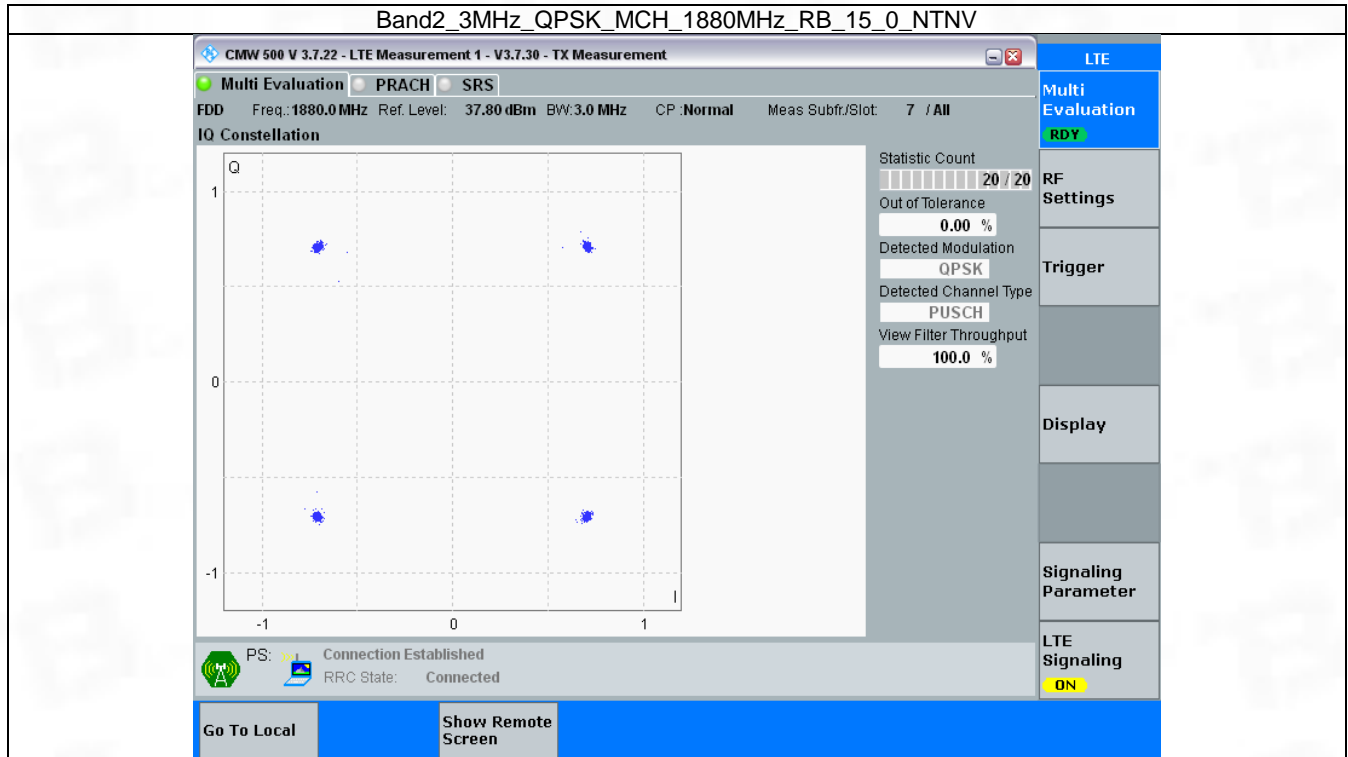 Band2_3MHz_QPSK_MCH_1880MHz_RB_15_0_NTNV
CMW 500 V 3.7.22 - LTE Measurement 1 - V3.7.30 - TX Measurement
LTE
Multi Evaluation PRACH SRS
Multi
Evaluation
RDY
FDD Freq.:1880.0 MHz Ref. Level: 37.80 dBm BW:3.0 MHz CP :Normal Meas Subfr./Slot: 7 / All
IQ Constellation
Q
1
0
-1
I
-1 0 1
Statistic Count
20 / 20
Out of Tolerance
0.00 %
Detected Modulation
QPSK
Detected Channel Type
PUSCH
View Filter Throughput
100.0 %
RF
Settings
Trigger
Display
Signaling
Parameter
LTE
Signaling
ON
PS: Connection Established
RRC State: Connected
Go To Local
Show Remote
Screen